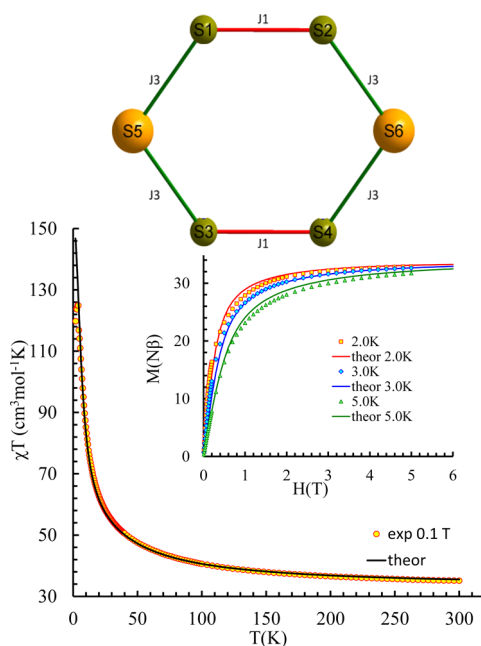 J1
S1 S2
J3 J3
S5 S6
J3 J3
S3 S4
J1
χT (cm³mol⁻¹K)
150
130
110
90
70
50
30
M(Nβ)
30
20
10
0
2.0K
theor 2.0K
3.0K
theor 3.0K
5.0K
theor 5.0K
0 1 2 3 4 5 6
H(T)
exp 0.1 T
theor
0 50 100 150 200 250 300
T(K)